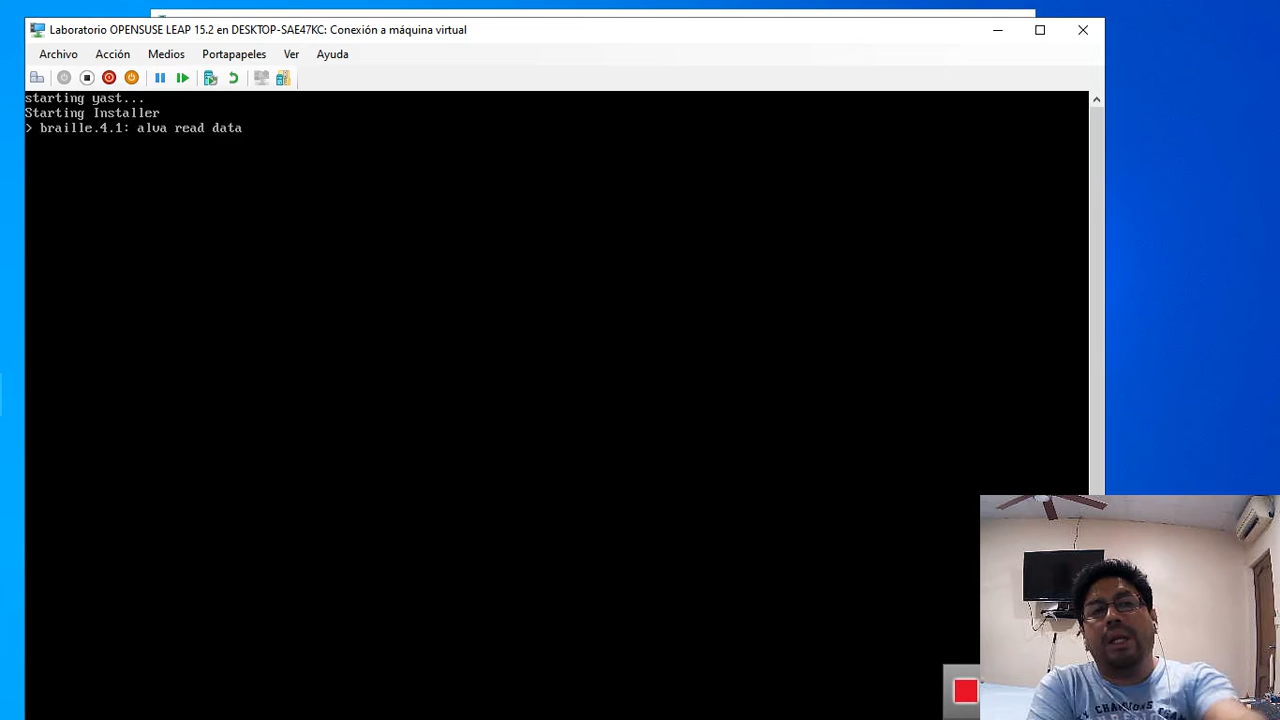 Laboratorio OPENSUSE LEAP 15.2 en DESKTOP-SAE47KC: Conexión a máquina virtual
Archivo Acción Medios Portapapeles Ver Ayuda
starting yast...
Starting Installer
> braille.4.1: alva read data
CHAMPIONS